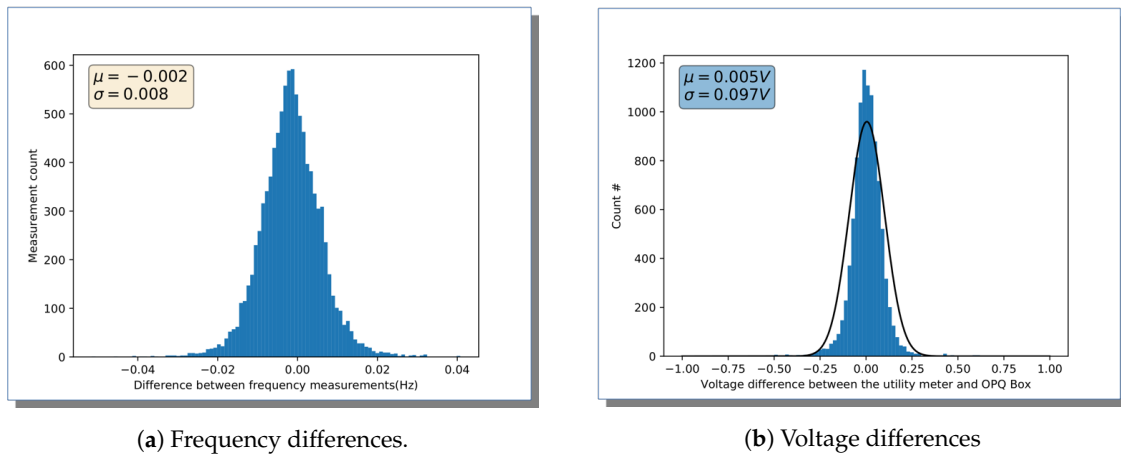 μ = −0.002
σ = 0.008
600
500
400
300
200
100
0
Measurement count
−0.04
−0.02
0.00
0.02
0.04
Difference between frequency measurements(Hz)
(a) Frequency differences.
μ = 0.005V
σ = 0.097V
1200
1000
800
600
400
200
0
Count #
−1.00
−0.75
−0.50
−0.25
0.00
0.25
0.50
0.75
1.00
Voltage difference between the utility meter and OPQ Box
(b) Voltage differences